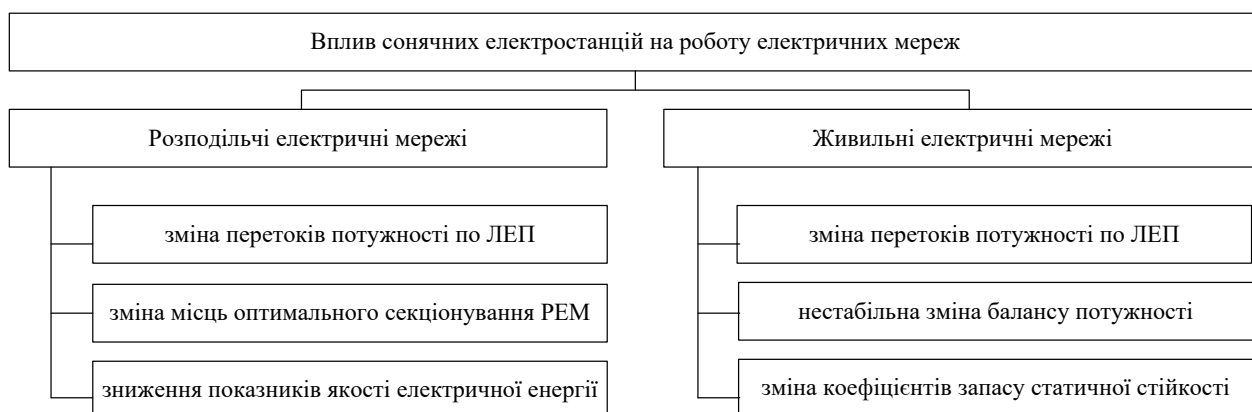 Вплив сонячних електростанцій на роботу електричних мереж
Розподільчі електричні мережі
Живильні електричні мережі
зміна перетоків потужності по ЛЕП
зміна перетоків потужності по ЛЕП
зміна місць оптимального секціонування РЕМ
нестабільна зміна балансу потужності
зниження показників якості електричної енергії
зміна коефіцієнтів запасу статичної стійкості